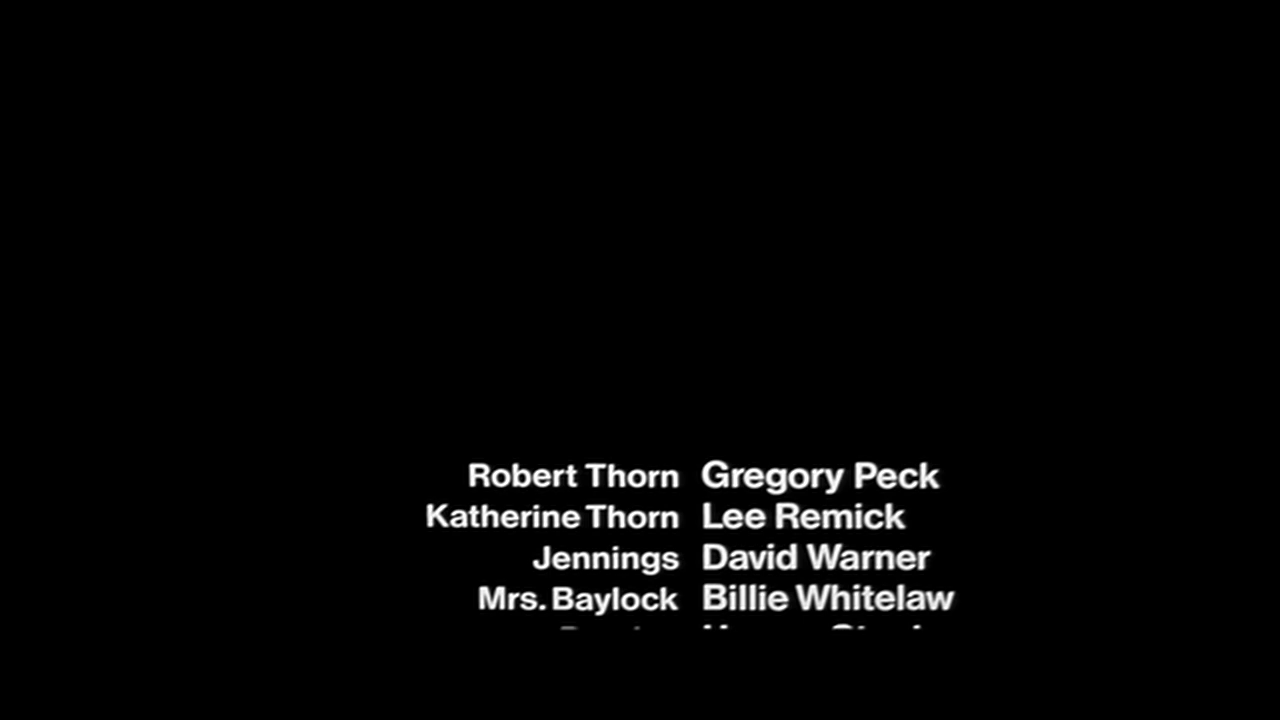 Robert Thorn Gregory Peck
Katherine Thorn Lee Remick
Jennings David Warner
Mrs. Baylock Billie Whitelaw